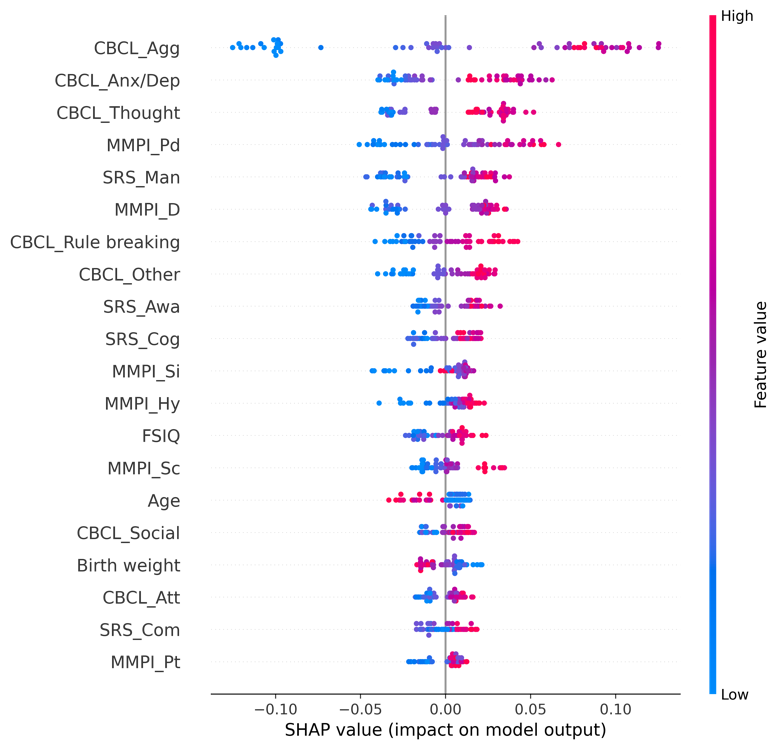 High
CBCL_Agg
CBCL_Anx/Dep
CBCL_Thought
MMPI_Pd
SRS_Man
MMPI_D
CBCL_Rule breaking
CBCL_Other
SRS_Awa
SRS_Cog
MMPI_Si
MMPI_Hy
FSIQ
MMPI_Sc
Age
CBCL_Social
Birth weight
CBCL_Att
SRS_Com
MMPI_Pt
Feature value
Low
−0.10 −0.05 0.00 0.05 0.10
SHAP value (impact on model output)